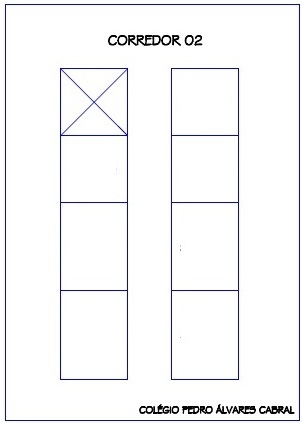 CORREDOR 02
COLÉGIO PEDRO ÁLVARES CABRAL